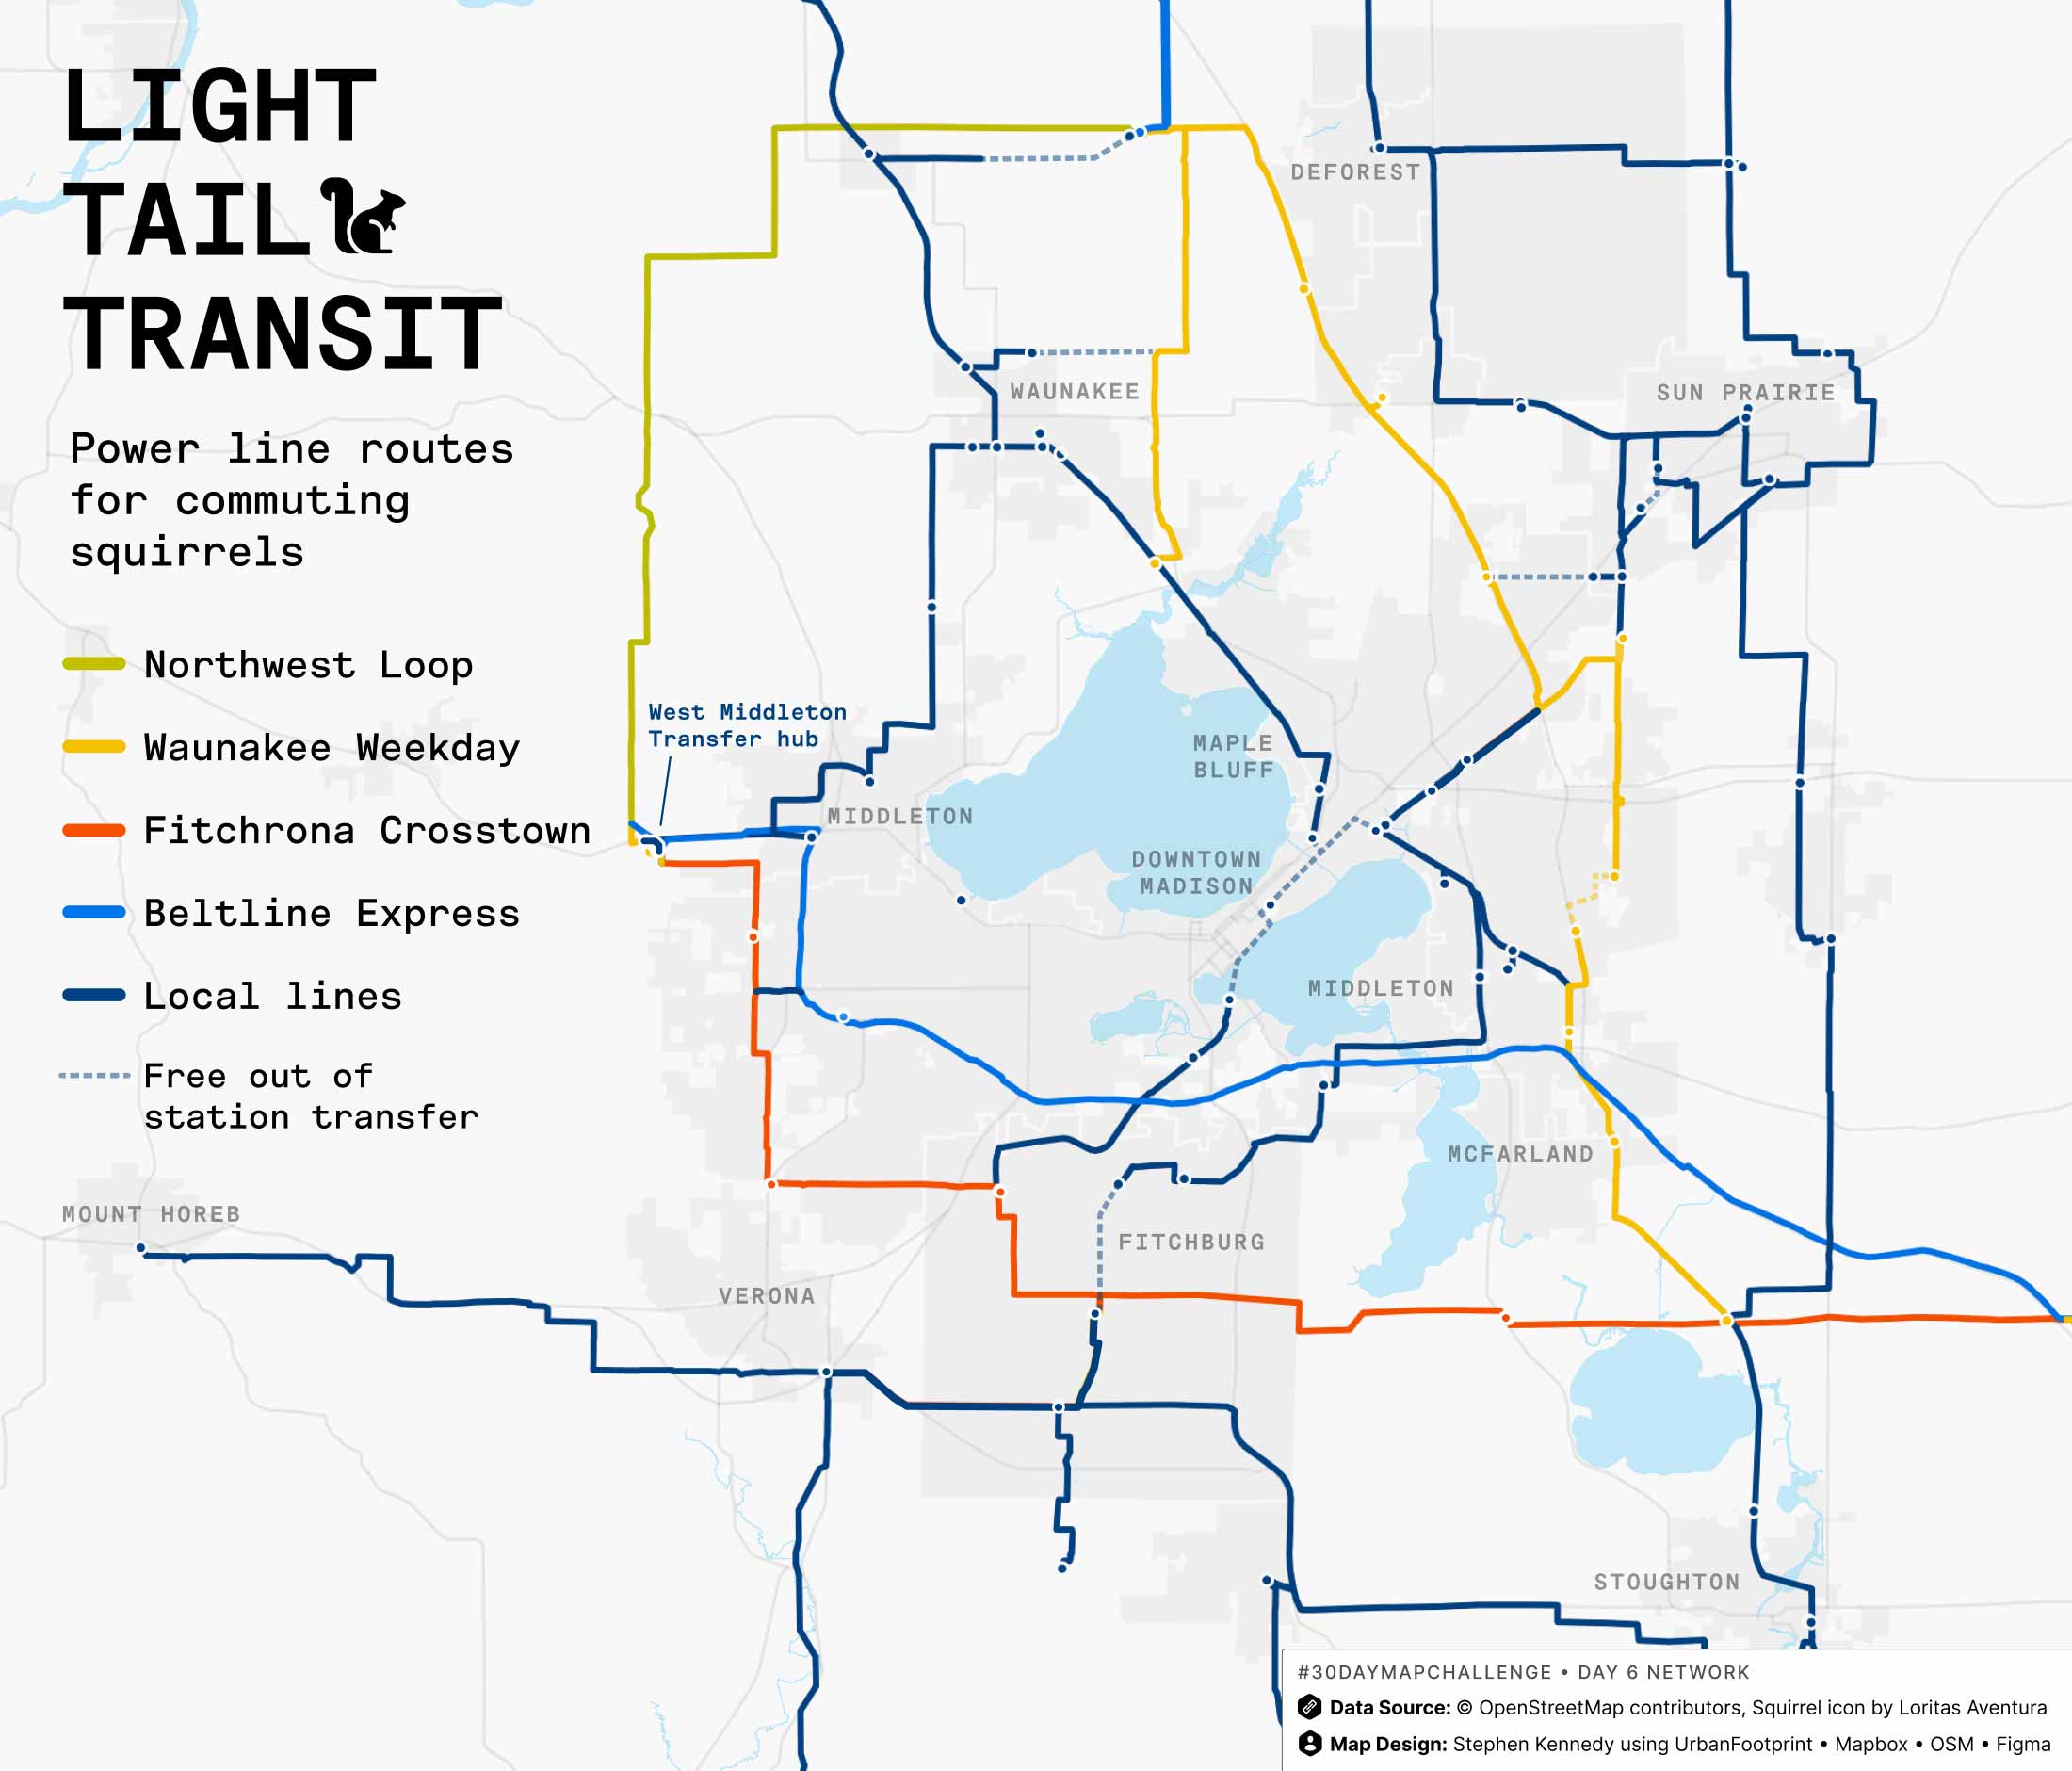 LIGHT
TAIL
TRANSIT
Power line routes
for commuting
squirrels
Northwest Loop
Waunakee Weekday
Fitchrona Crosstown
Beltline Express
Local lines
Free out of
station transfer
West Middleton
Transfer hub
DEFOREST
WAUNAKEE
SUN PRAIRIE
MAPLE
BLUFF
MIDDLETON
DOWNTOWN
MADISON
MIDDLETON
MCFARLAND
MOUNT HOREB
FITCHBURG
VERONA
STOUGHTON
#30DAYMAPCHALLENGE • DAY 6 NETWORK
Data Source: © OpenStreetMap contributors, Squirrel icon by Loritas Aventura
Map Design: Stephen Kennedy using UrbanFootprint • Mapbox • OSM • Figma